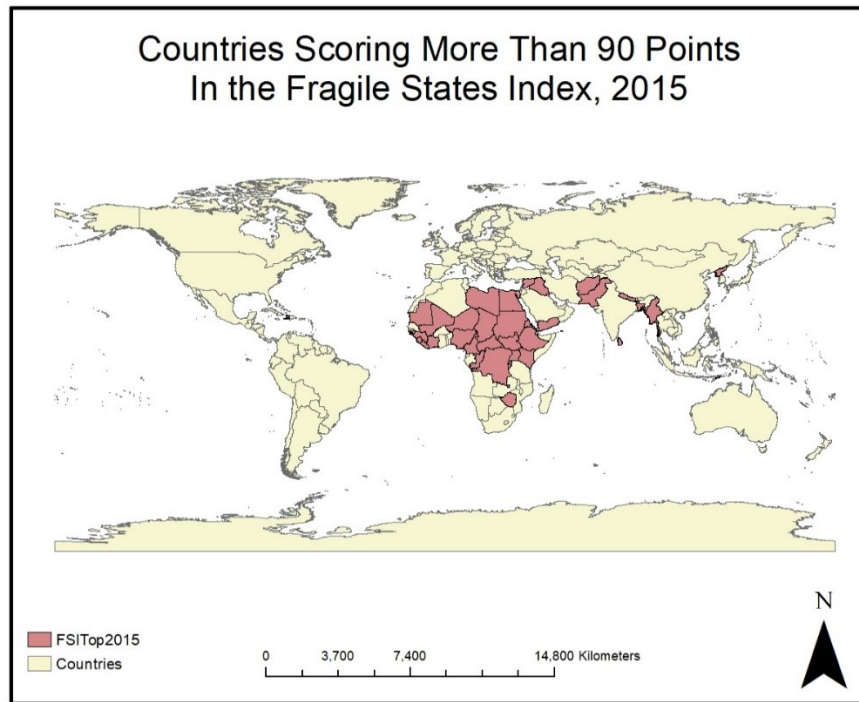 Countries Scoring More Than 90 Points
In the Fragile States Index, 2015
FSITop2015
Countries
0 3,700 7,400 14,800 Kilometers
N